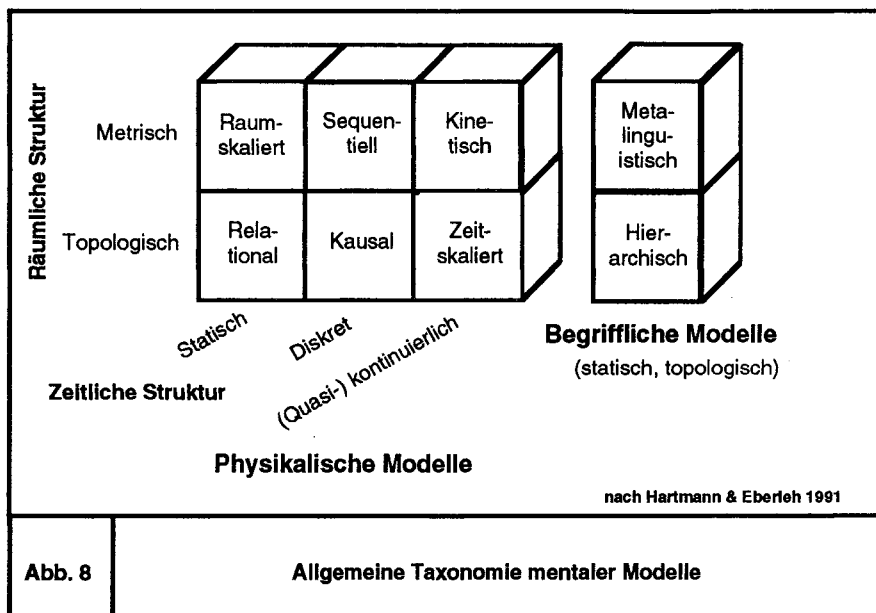 Räumliche Struktur
Metrisch
Topologisch
Raum-
skaliert
Sequen-
tiell
Kine-
tisch
Rela-
tional
Kausal
Zeit-
skaliert
Meta-
lingu-
istisch
Hier-
archisch
Statisch
Diskret
(Quasi-) kontinuierlich
Zeitliche Struktur
Begriffliche Modelle
(statisch, topologisch)
Physikalische Modelle
nach Hartmann & Eberleh 1991
Abb. 8
Allgemeine Taxonomie mentaler Modelle